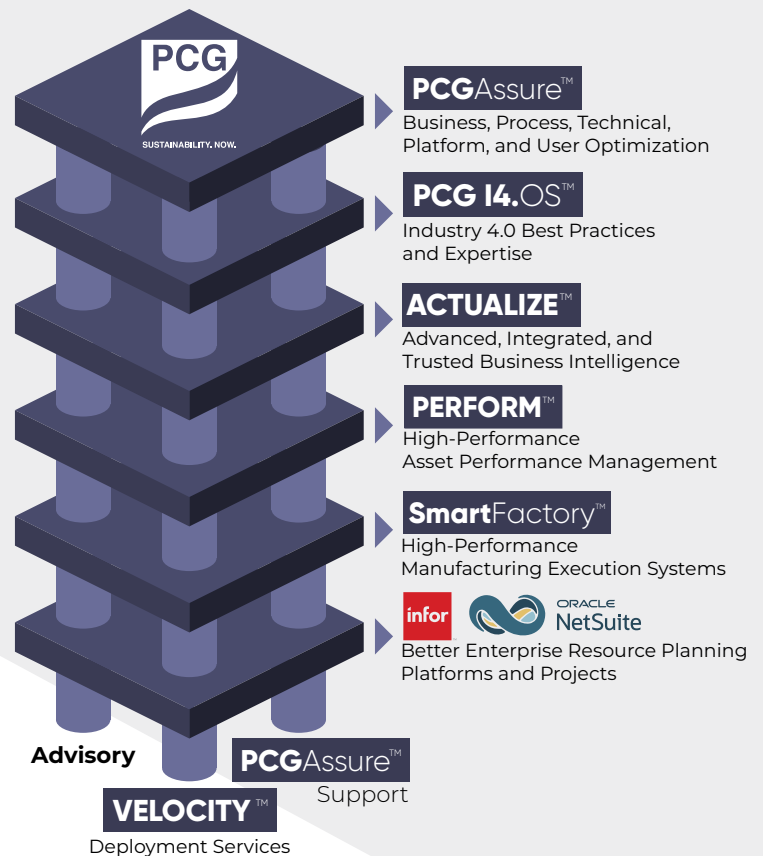 PCG
SUSTAINABILITY. NOW.
PCGAssure™
Business, Process, Technical,
Platform, and User Optimization
PCG I4.OS™
Industry 4.0 Best Practices
and Expertise
ACTUALIZE™
Advanced, Integrated, and
Trusted Business Intelligence
PERFORM™
High-Performance
Asset Performance Management
SmartFactory™
High-Performance
Manufacturing Execution Systems
infor
ORACLE
NetSuite
Better Enterprise Resource Planning
Platforms and Projects
Advisory
PCGAssure™
Support
VELOCITY™
Deployment Services